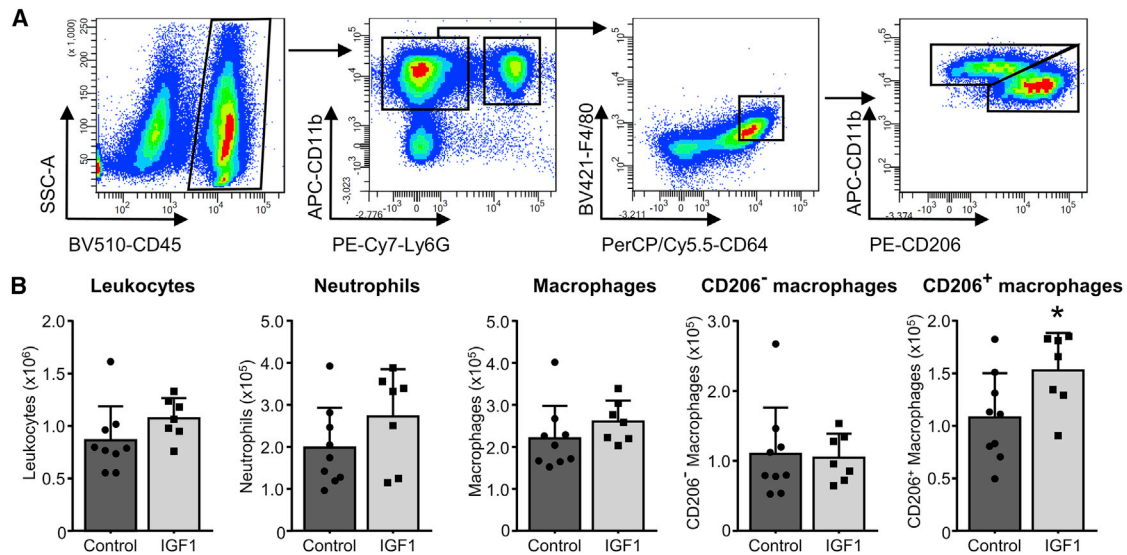 A
250
(x 1,000)
200
150
100
50
SSC-A
10² 10³ 10⁴ 10⁵
BV510-CD45
10⁵
10⁴
10³
0
-3,023
APC-CD11b
-2.776
-10³ 0 10³ 10⁴ 10⁵
PE-Cy7-Ly6G
10⁵
10⁴
10³
10²
BV421-F4/80
-3.211
-10³ 0 10³ 10⁴ 10⁵
PerCP/Cy5.5-CD64
10⁵
10⁴
10³
10²
APC-CD11b
-3.374
-10³ 0 10³ 10⁴ 10⁵
PE-CD206
B
Leukocytes
Leukocytes (x10⁶)
2.0
1.5
1.0
0.5
0
Control IGF1
Neutrophils
Neutrophils (x10⁵)
5.0
4.0
3.0
2.0
1.0
0
Control IGF1
Macrophages
Macrophages (x10⁵)
5.0
4.0
3.0
2.0
1.0
0
Control IGF1
CD206⁻ macrophages
CD206⁻ Macrophages (x10⁵)
3.0
2.0
1.0
0
Control IGF1
CD206⁺ macrophages
CD206⁺ Macrophages (x10⁵)
2.0
1.5
1.0
0.5
0
*
Control IGF1